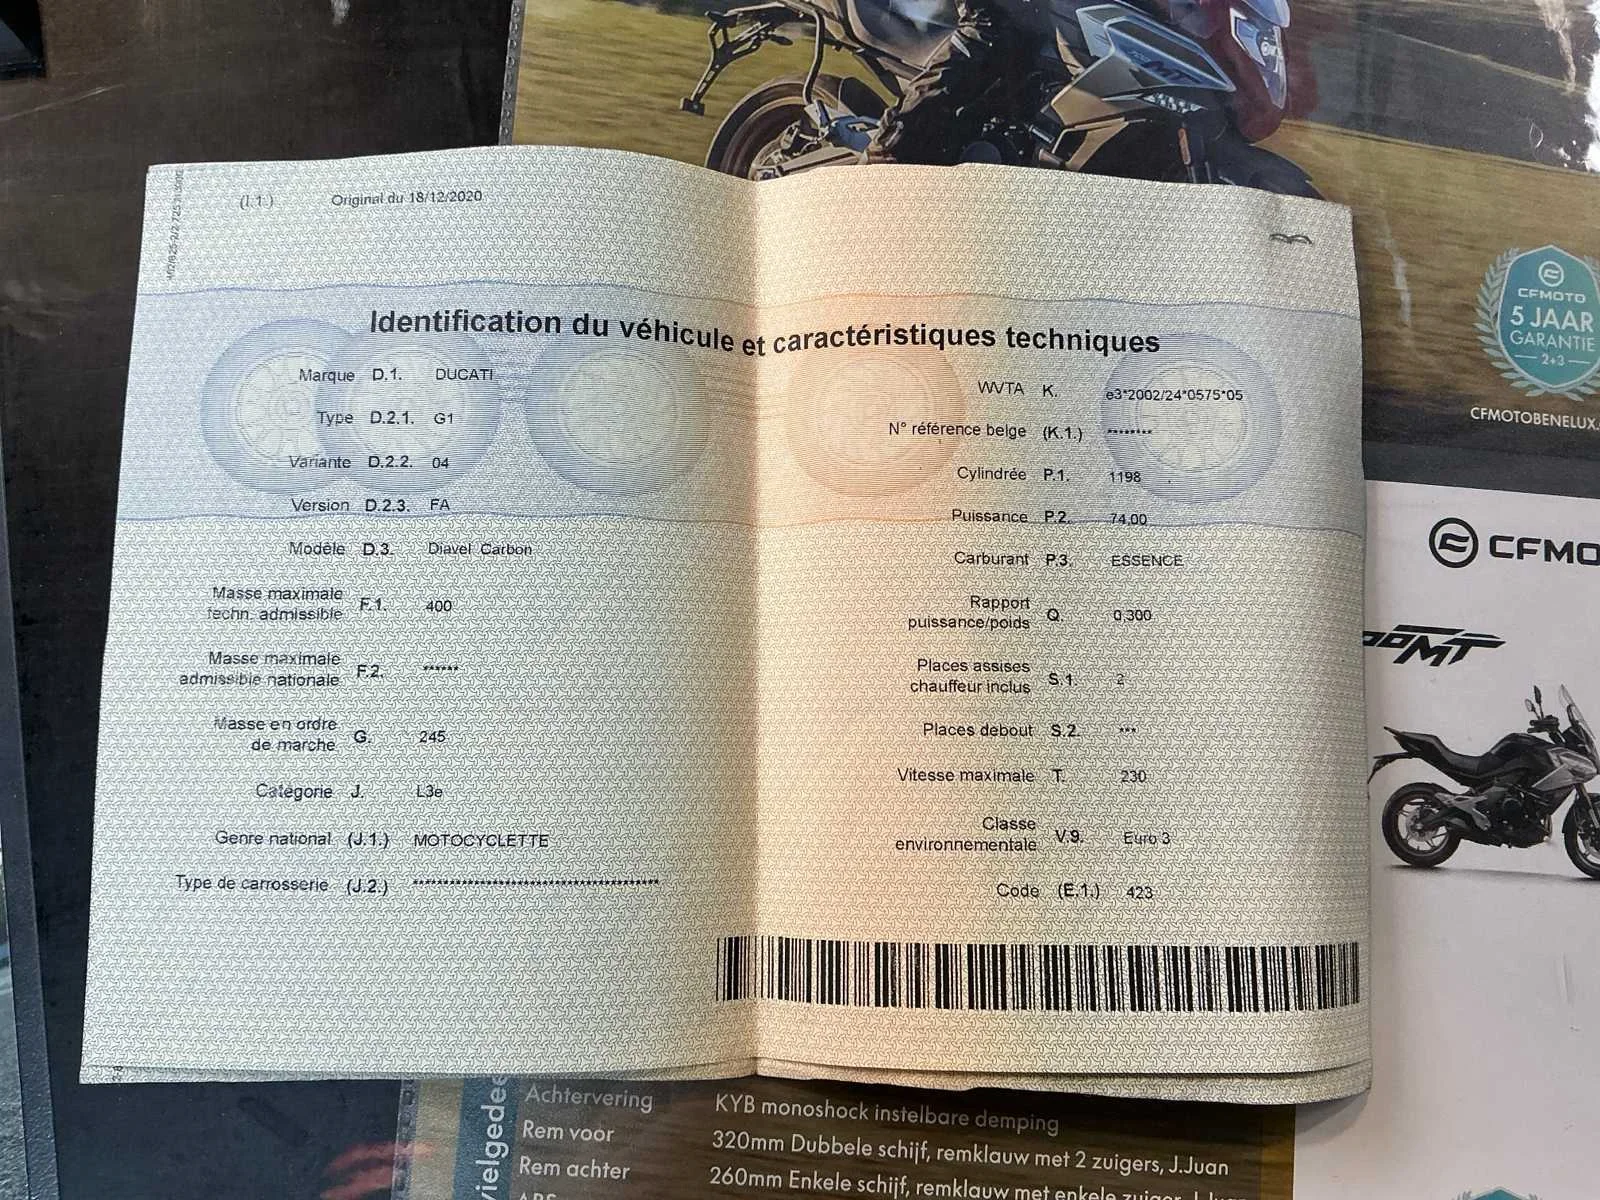 (I.1.) Original du 18/12/2020
Identification du véhicule et caractéristiques techniques
Marque D.1. DUCATI
Type D.2.1. G1
Variante D.2.2. 04
Version D.2.3. FA
Modèle D.3. Diavel Carbon
Masse maximale
techn. admissible F.1. 400
Masse maximale
admissible nationale F.2. ******
Masse en ordre
de marche G. 245
Catégorie J. L3e
Genre national (J.1.) MOTOCYCLETTE
Type de carrosserie (J.2.) ****************************************
WVTA K. e3*2002/24*0575*05
N° référence belge (K.1.) ********
Cylindrée P.1. 1198
Puissance P.2. 74,00
Carburant P.3. ESSENCE
Rapport
puissance/poids Q. 0,300
Places assises
chauffeur inclus S.1. 2
Places debout S.2. ***
Vitesse maximale T. 230
Classe
environnementale V.9. Euro 3
Code (E.1.) 423
MT
CFMOTO
5 JAAR
GARANTIE
2+3
CFMOTOBENELUX.
CFMO
MT
Achtervering KYB monoshock instelbare demping
Rem voor 320mm Dubbele schijf, remklauw met 2 zuigers, J.Juan
Rem achter 260mm Enkele schijf, remklauw met enkele zuiger